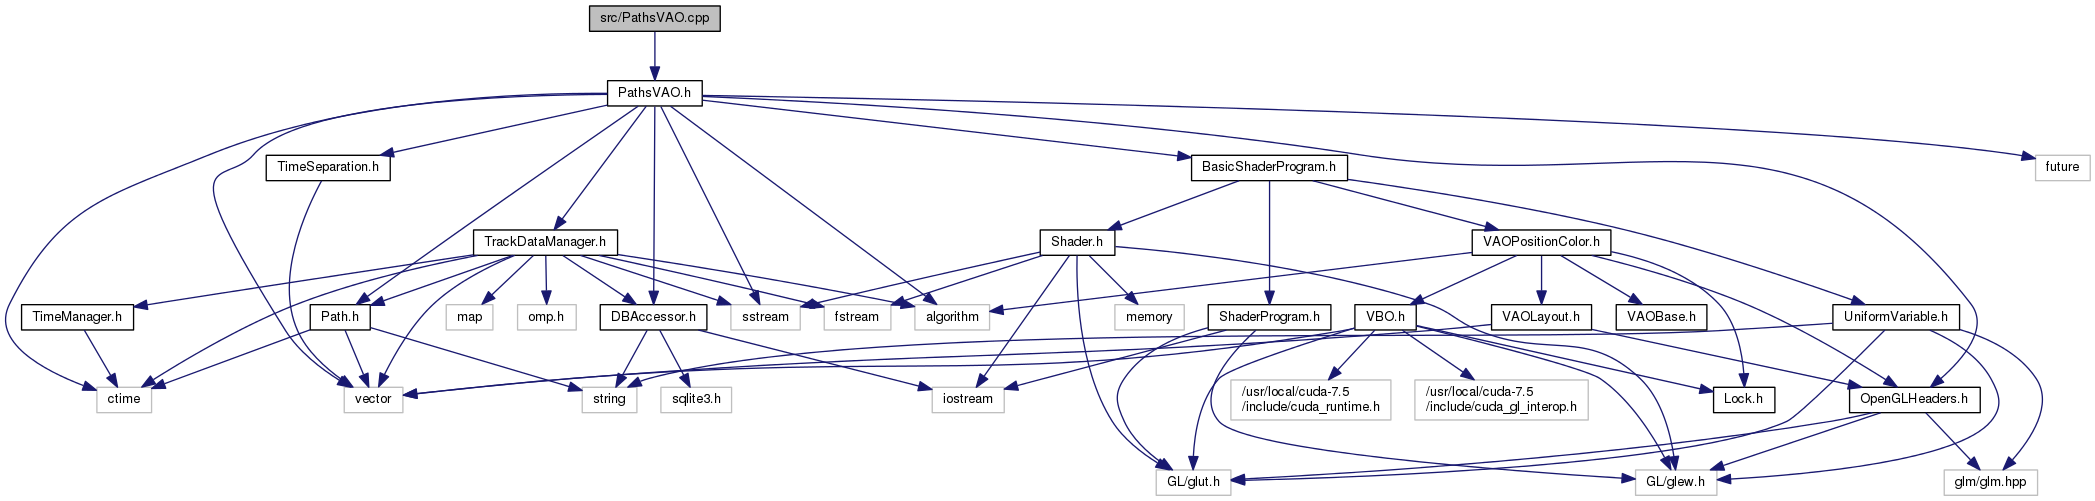 src/PathsVAO.cpp
PathsVAO.h
TimeSeparation.h
BasicShaderProgram.h
future
TrackDataManager.h
Shader.h
VAOPositionColor.h
TimeManager.h
Path.h
map
omp.h
DBAccessor.h
sstream
fstream
algorithm
memory
ShaderProgram.h
VBO.h
VAOLayout.h
VAOBase.h
UniformVariable.h
ctime
vector
string
sqlite3.h
iostream
/usr/local/cuda-7.5
/include/cuda_runtime.h
/usr/local/cuda-7.5
/include/cuda_gl_interop.h
Lock.h
OpenGLHeaders.h
GL/glut.h
GL/glew.h
glm/glm.hpp